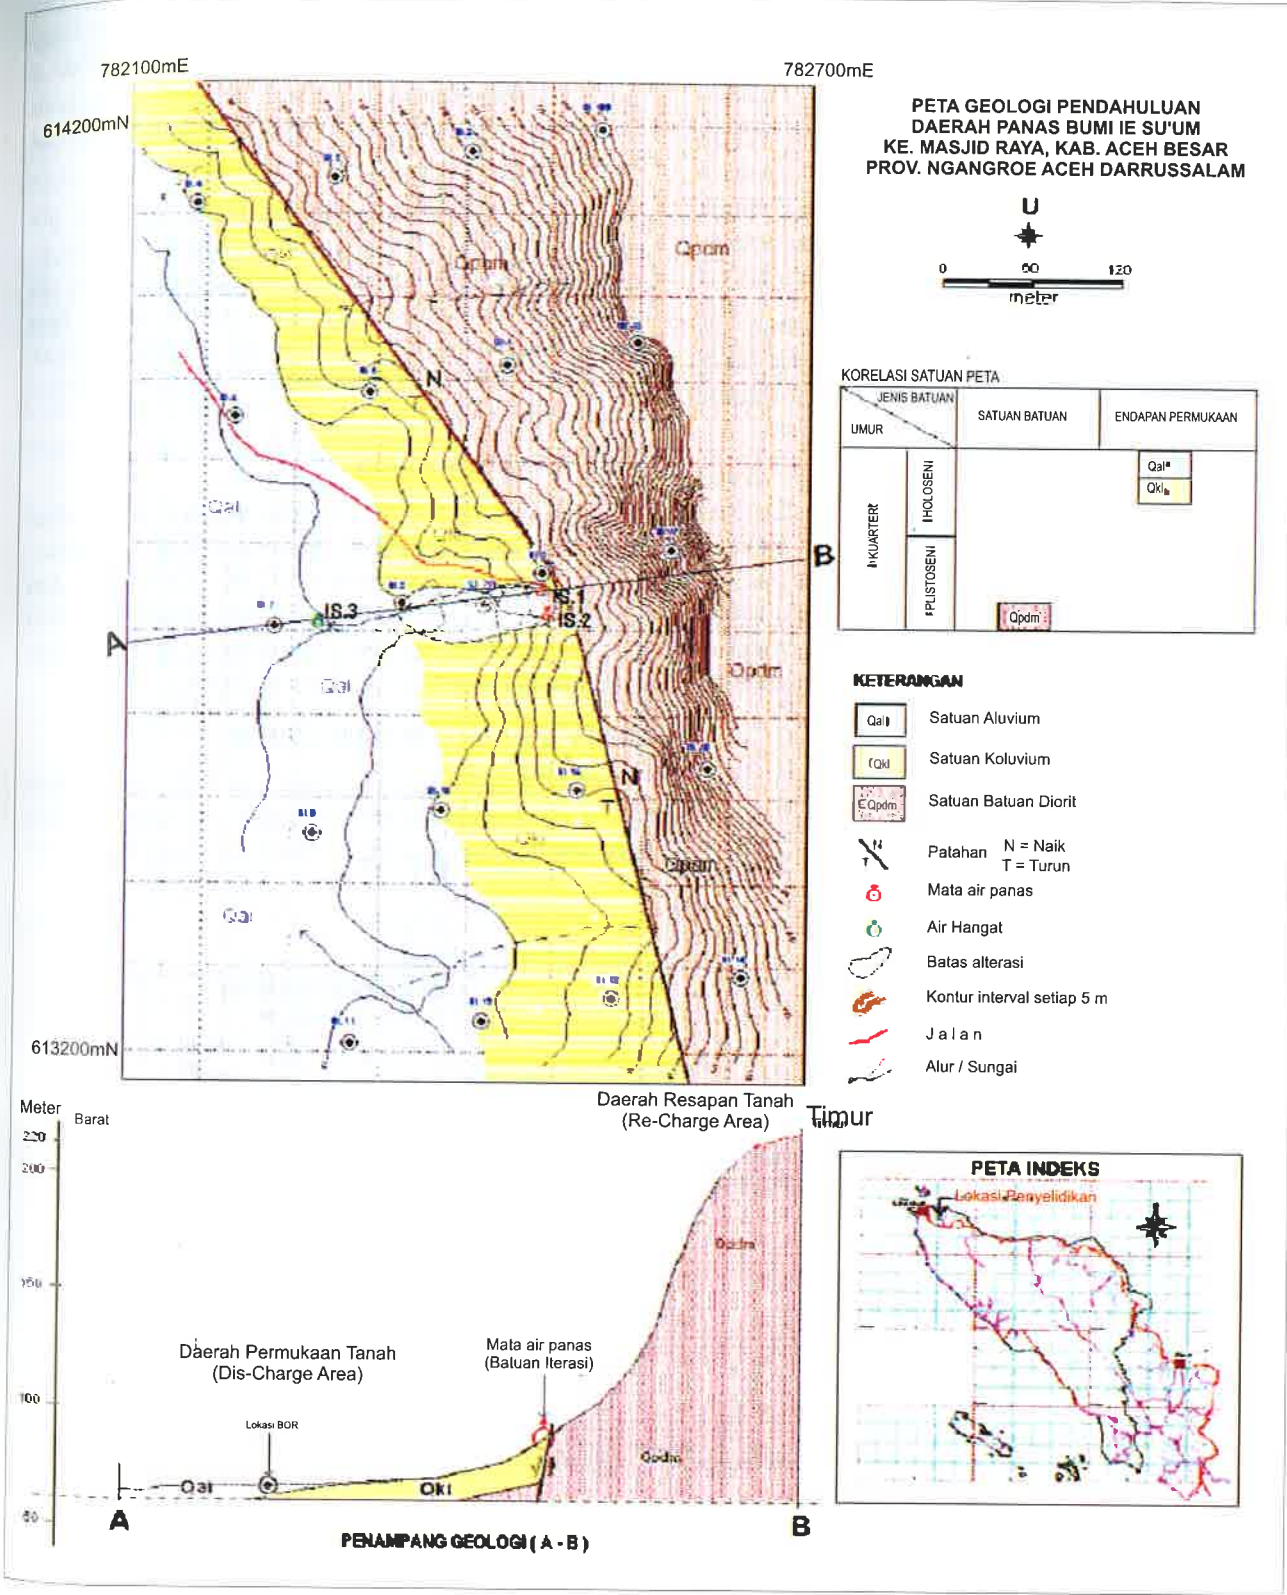 782100mE
782700mE
614200mN
PETA GEOLOGI PENDAHULUAN
DAERAH PANAS BUMI IE SU'UM
KE. MASJID RAYA, KAB. ACEH BESAR
PROV. NGANGROE ACEH DARRUSSALAM
U
0 60 120
meter
Qpdm
N
Qal
IS.3
IS.1
IS.2
A
B
Qal
Qpdm
N
T
Qal
613200mN
KORELASI SATUAN PETA
JENIS BATUAN
UMUR
SATUAN BATUAN
ENDAPAN PERMUKAAN
KUARTER
HOLOSEN
PLISTOSEN
Qal
Qkl
Qpdm
KETERANGAN
Qal Satuan Aluvium
Qkl Satuan Koluvium
Qpdm Satuan Batuan Diorit
N
T
Patahan N = Naik
T = Turun
Mata air panas
Air Hangat
Batas alterasi
Kontur interval setiap 5 m
Jalan
Alur / Sungai
Meter
Barat
Daerah Resapan Tanah
(Re-Charge Area)
Timur
220
200
150
100
Qpdm
Daerah Permukaan Tanah
(Dis-Charge Area)
Mata air panas
(Batuan Iterasi)
Lokasi BOR
Qal
Qkl
Qpdm
A
B
PENAMPANG GEOLOGI ( A - B )
PETA INDEKS
Lokasi Penyelidikan